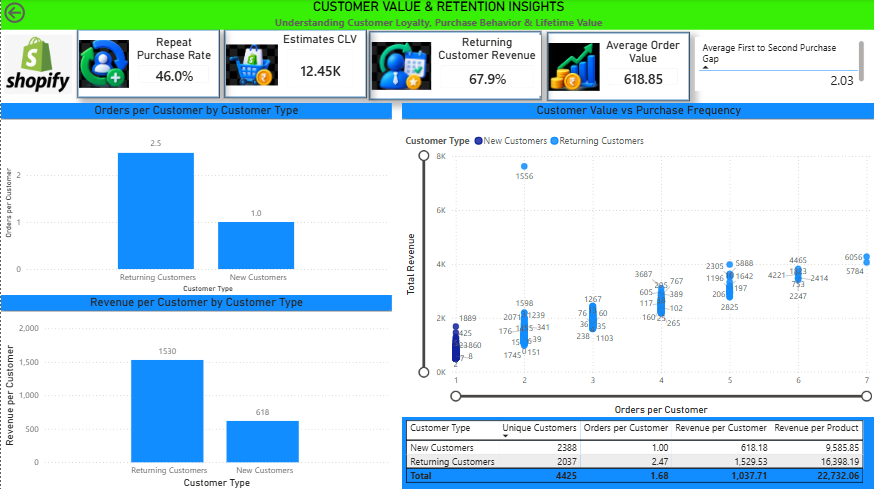 CUSTOMER VALUE & RETENTION INSIGHTS
Understanding Customer Loyalty, Purchase Behavior & Lifetime Value
shopify
Repeat
Purchase Rate
46.0%
Estimates CLV
12.45K
Returning
Customer Revenue
67.9%
Average Order
Value
618.85
Average First to Second Purchase
Gap
2.03
Orders per Customer by Customer Type
Orders per Customer
2
1
0
2.5
1.0
Returning Customers
New Customers
Customer Type
Revenue per Customer by Customer Type
Revenue per Customer
2,000
1,500
1,000
500
0
1530
618
Returning Customers
New Customers
Customer Type
Customer Value vs Purchase Frequency
Customer Type New Customers Returning Customers
Total Revenue
8K
6K
4K
2K
0K
1556
1889
1598
1239
341
176
151
1745
1267
76
60
35
238
1103
3687
767
605
389
117
102
160
265
2305
5888
1196
1642
197
206
2825
4465
4221
2414
753
2247
6056
5784
1 2 3 4 5 6 7
Orders per Customer
Customer Type Unique Customers Orders per Customer Revenue per Customer Revenue per Product
New Customers 2388 1.00 618.18 9,585.85
Returning Customers 2037 2.47 1,529.53 16,398.19
Total 4425 1.68 1,037.71 22,732.06